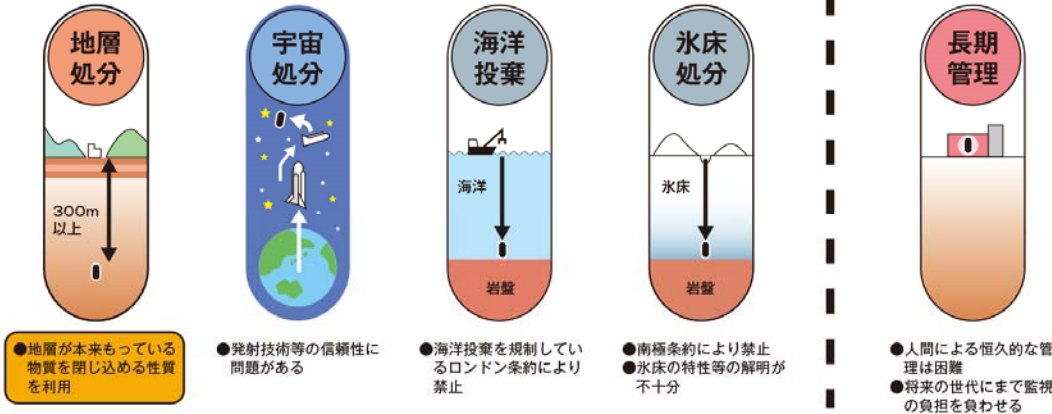 地層
処分
300m
以上
●地層が本来もっている
物質を閉じ込める性質
を利用
宇宙
処分
●発射技術等の信頼性に
問題がある
海洋
投棄
海洋
岩盤
●海洋投棄を規制してい
るロンドン条約により
禁止
氷床
処分
氷床
岩盤
●南極条約により禁止
●氷床の特性等の解明が
不十分
長期
管理
●人間による恒久的な管
理は困難
●将来の世代にまで監視
の負担を負わせる